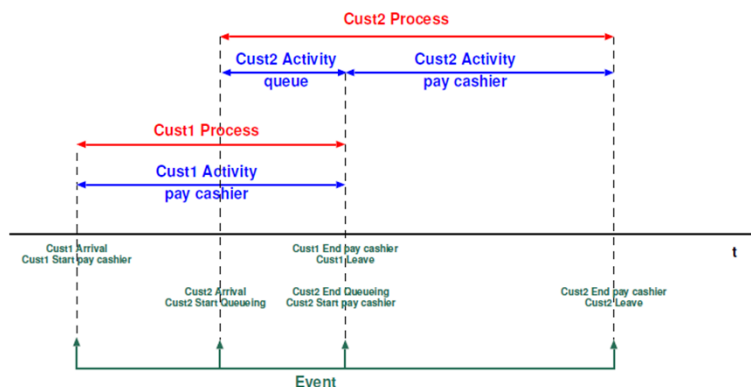 Cust2 Process
Cust2 Activity
queue
Cust2 Activity
pay cashier
Cust1 Process
Cust1 Activity
pay cashier
Cust1 Arrival
Cust1 Start pay cashier
Cust1 End pay cashier
Cust1 Leave
t
Cust2 Arrival
Cust2 Start Queueing
Cust2 End Queueing
Cust2 Start pay cashier
Cust2 End pay cashier
Cust2 Leave
Event